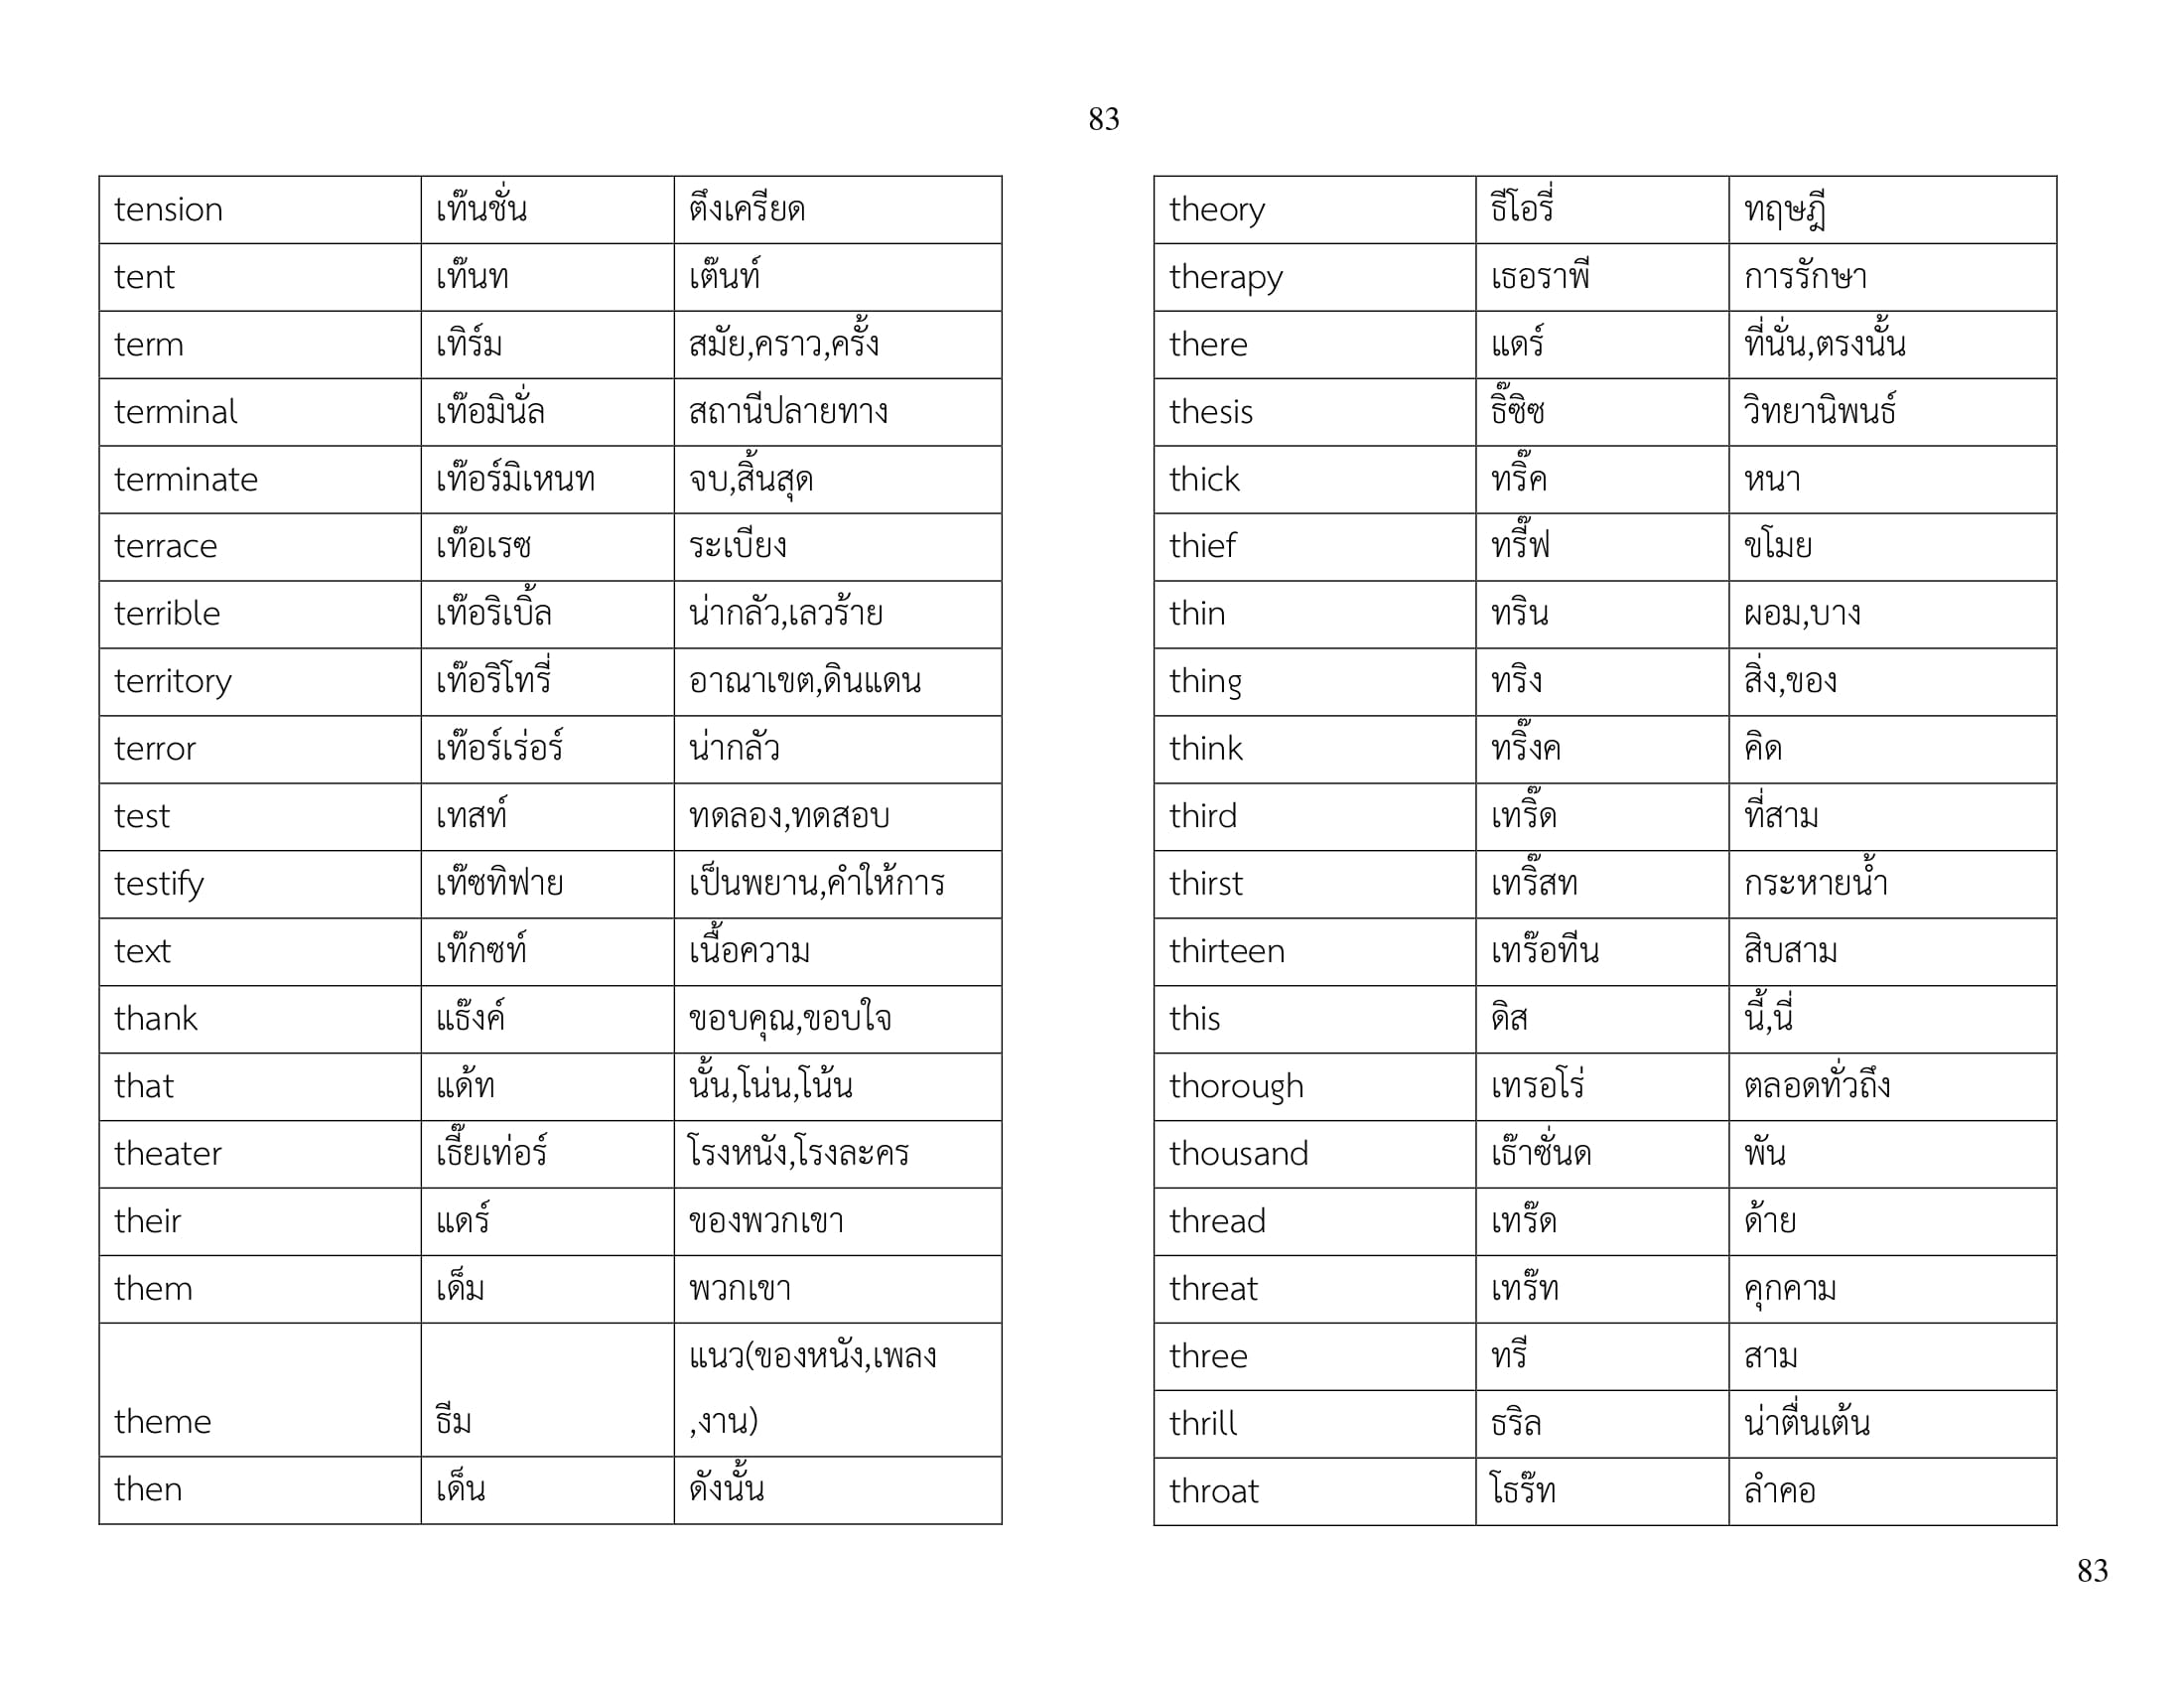 83
tension เท๊นชั่น ตึงเครียด
tent เท๊นท เต๊นท์
term เทิร์ม สมัย,คราว,ครั้ง
terminal เท๊อมินั่ล สถานีปลายทาง
terminate เท๊อร์มิเหนท จบ,สิ้นสุด
terrace เท๊อเรซ ระเบียง
terrible เท๊อริเบิ้ล น่ากลัว,เลวร้าย
territory เท๊อริโทรี่ อาณาเขต,ดินแดน
terror เท๊อร์เร่อร์ น่ากลัว
test เทสท์ ทดลอง,ทดสอบ
testify เท๊ซทิฟาย เป็นพยาน,คำให้การ
text เท๊กซท์ เนื้อความ
thank แธ๊งค์ ขอบคุณ,ขอบใจ
that แด้ท นั้น,โน่น,โน้น
theater เธี๊ยเท่อร์ โรงหนัง,โรงละคร
their แดร์ ของพวกเขา
them เด็ม พวกเขา
แนว(ของหนัง,เพลง
theme ธีม ,งาน)
then เด็น ดังนั้น
theory ธีโอรี่ ทฤษฎี
therapy เธอราพี การรักษา
there แดร์ ที่นั่น,ตรงนั้น
thesis ธิ๊ซิซ วิทยานิพนธ์
thick ทริ๊ค หนา
thief ทรี๊ฟ ขโมย
thin ทริน ผอม,บาง
thing ทริง สิ่ง,ของ
think ทริ๊งค คิด
third เทริ๊ด ที่สาม
thirst เทริ๊สท กระหายน้ำ
thirteen เทร๊อทีน สิบสาม
this ดิส นี้,นี่
thorough เทรอโร่ ตลอดทั่วถึง
thousand เธ๊าซั่นด พัน
thread เทร๊ด ด้าย
threat เทร๊ท คุกคาม
three ทรี สาม
thrill ธริล น่าตื่นเต้น
throat โธร๊ท ลำคอ
83